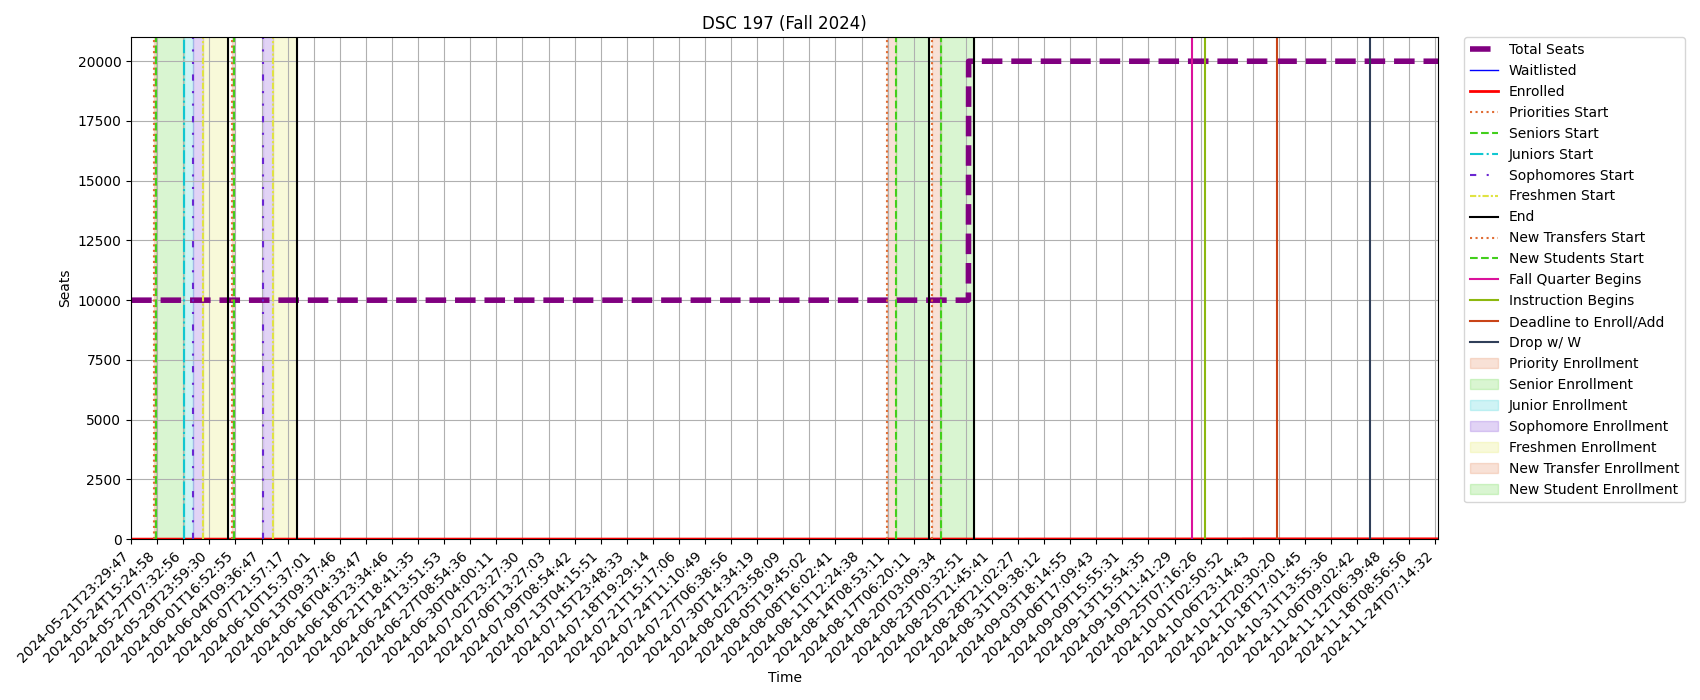 DSC 197 (Fall 2024)
Seats
20000
17500
15000
12500
10000
7500
5000
2500
0
2024-05-21T23:29:47
2024-05-24T15:24:58
2024-05-27T07:32:56
2024-05-29T23:59:30
2024-06-01T16:52:55
2024-06-04T09:36:47
2024-06-07T21:57:17
2024-06-10T15:37:01
2024-06-13T09:37:46
2024-06-16T04:33:47
2024-06-18T23:34:46
2024-06-21T18:41:35
2024-06-24T13:51:53
2024-06-27T08:54:36
2024-06-30T04:00:11
2024-07-02T23:27:30
2024-07-06T13:27:03
2024-07-09T08:54:42
2024-07-13T04:15:51
2024-07-15T23:48:33
2024-07-18T19:29:14
2024-07-21T15:17:06
2024-07-24T11:10:49
2024-07-27T06:38:56
2024-07-30T14:34:19
2024-08-02T23:58:09
2024-08-05T19:45:02
2024-08-08T16:02:41
2024-08-11T12:24:38
2024-08-14T08:53:11
2024-08-17T06:20:11
2024-08-20T03:09:34
2024-08-23T00:32:51
2024-08-25T21:45:41
2024-08-28T21:02:27
2024-08-31T19:38:12
2024-09-03T18:14:55
2024-09-06T17:09:43
2024-09-09T15:55:31
2024-09-13T15:54:35
2024-09-19T11:41:29
2024-09-25T07:16:26
2024-10-01T02:50:52
2024-10-06T23:14:43
2024-10-12T20:30:20
2024-10-18T17:01:45
2024-10-31T13:55:36
2024-11-06T09:02:42
2024-11-12T06:39:48
2024-11-18T08:56:56
2024-11-24T07:14:32
Time
Total Seats
Waitlisted
Enrolled
Priorities Start
Seniors Start
Juniors Start
Sophomores Start
Freshmen Start
End
New Transfers Start
New Students Start
Fall Quarter Begins
Instruction Begins
Deadline to Enroll/Add
Drop w/ W
Priority Enrollment
Senior Enrollment
Junior Enrollment
Sophomore Enrollment
Freshmen Enrollment
New Transfer Enrollment
New Student Enrollment